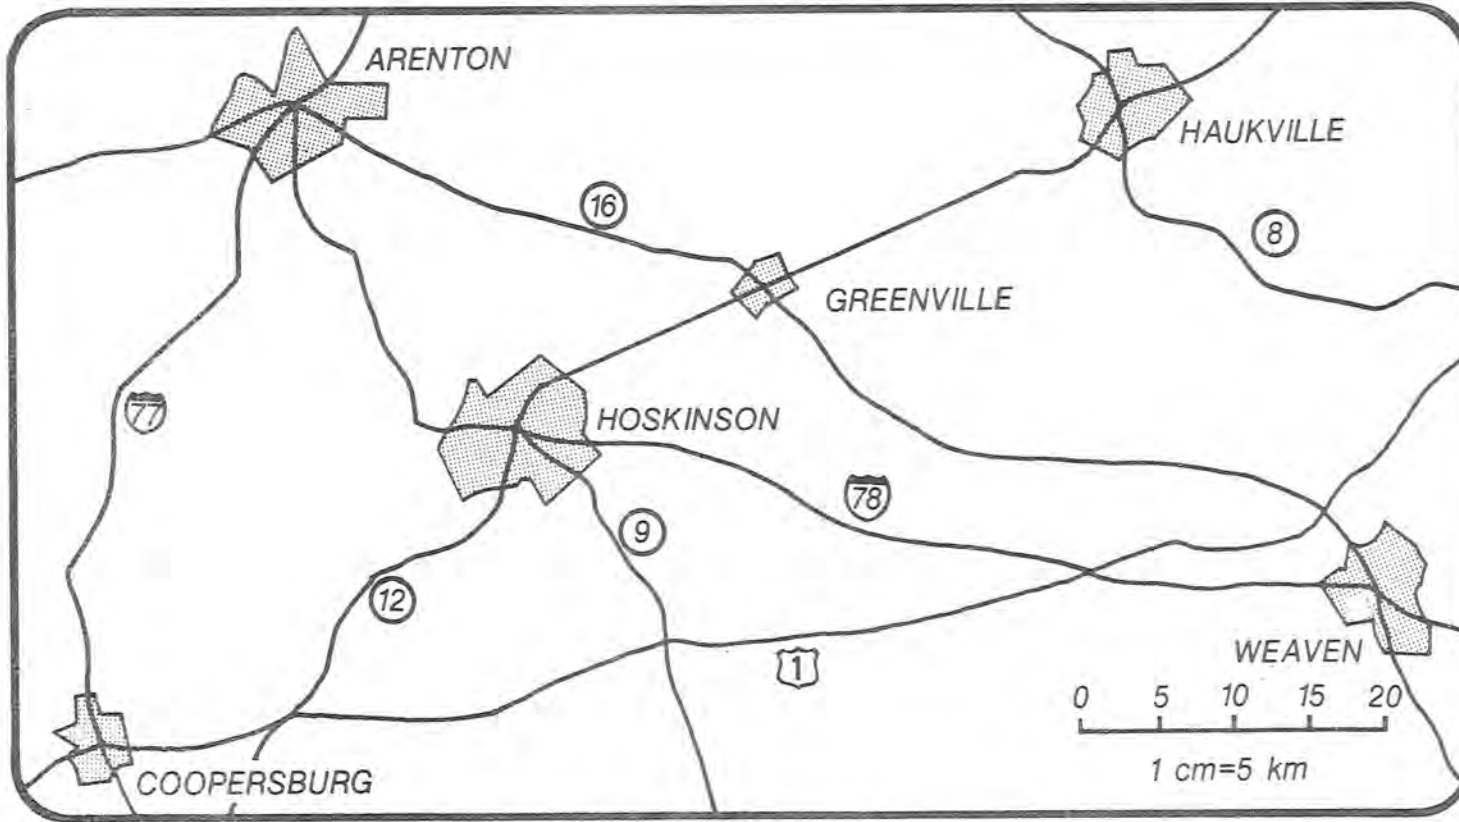 ARENTON
HAUKVILLE
16
8
GREENVILLE
77
HOSKINSON
78
9
12
1
WEAVEN
0 5 10 15 20
1 cm=5 km
COOPERSBURG